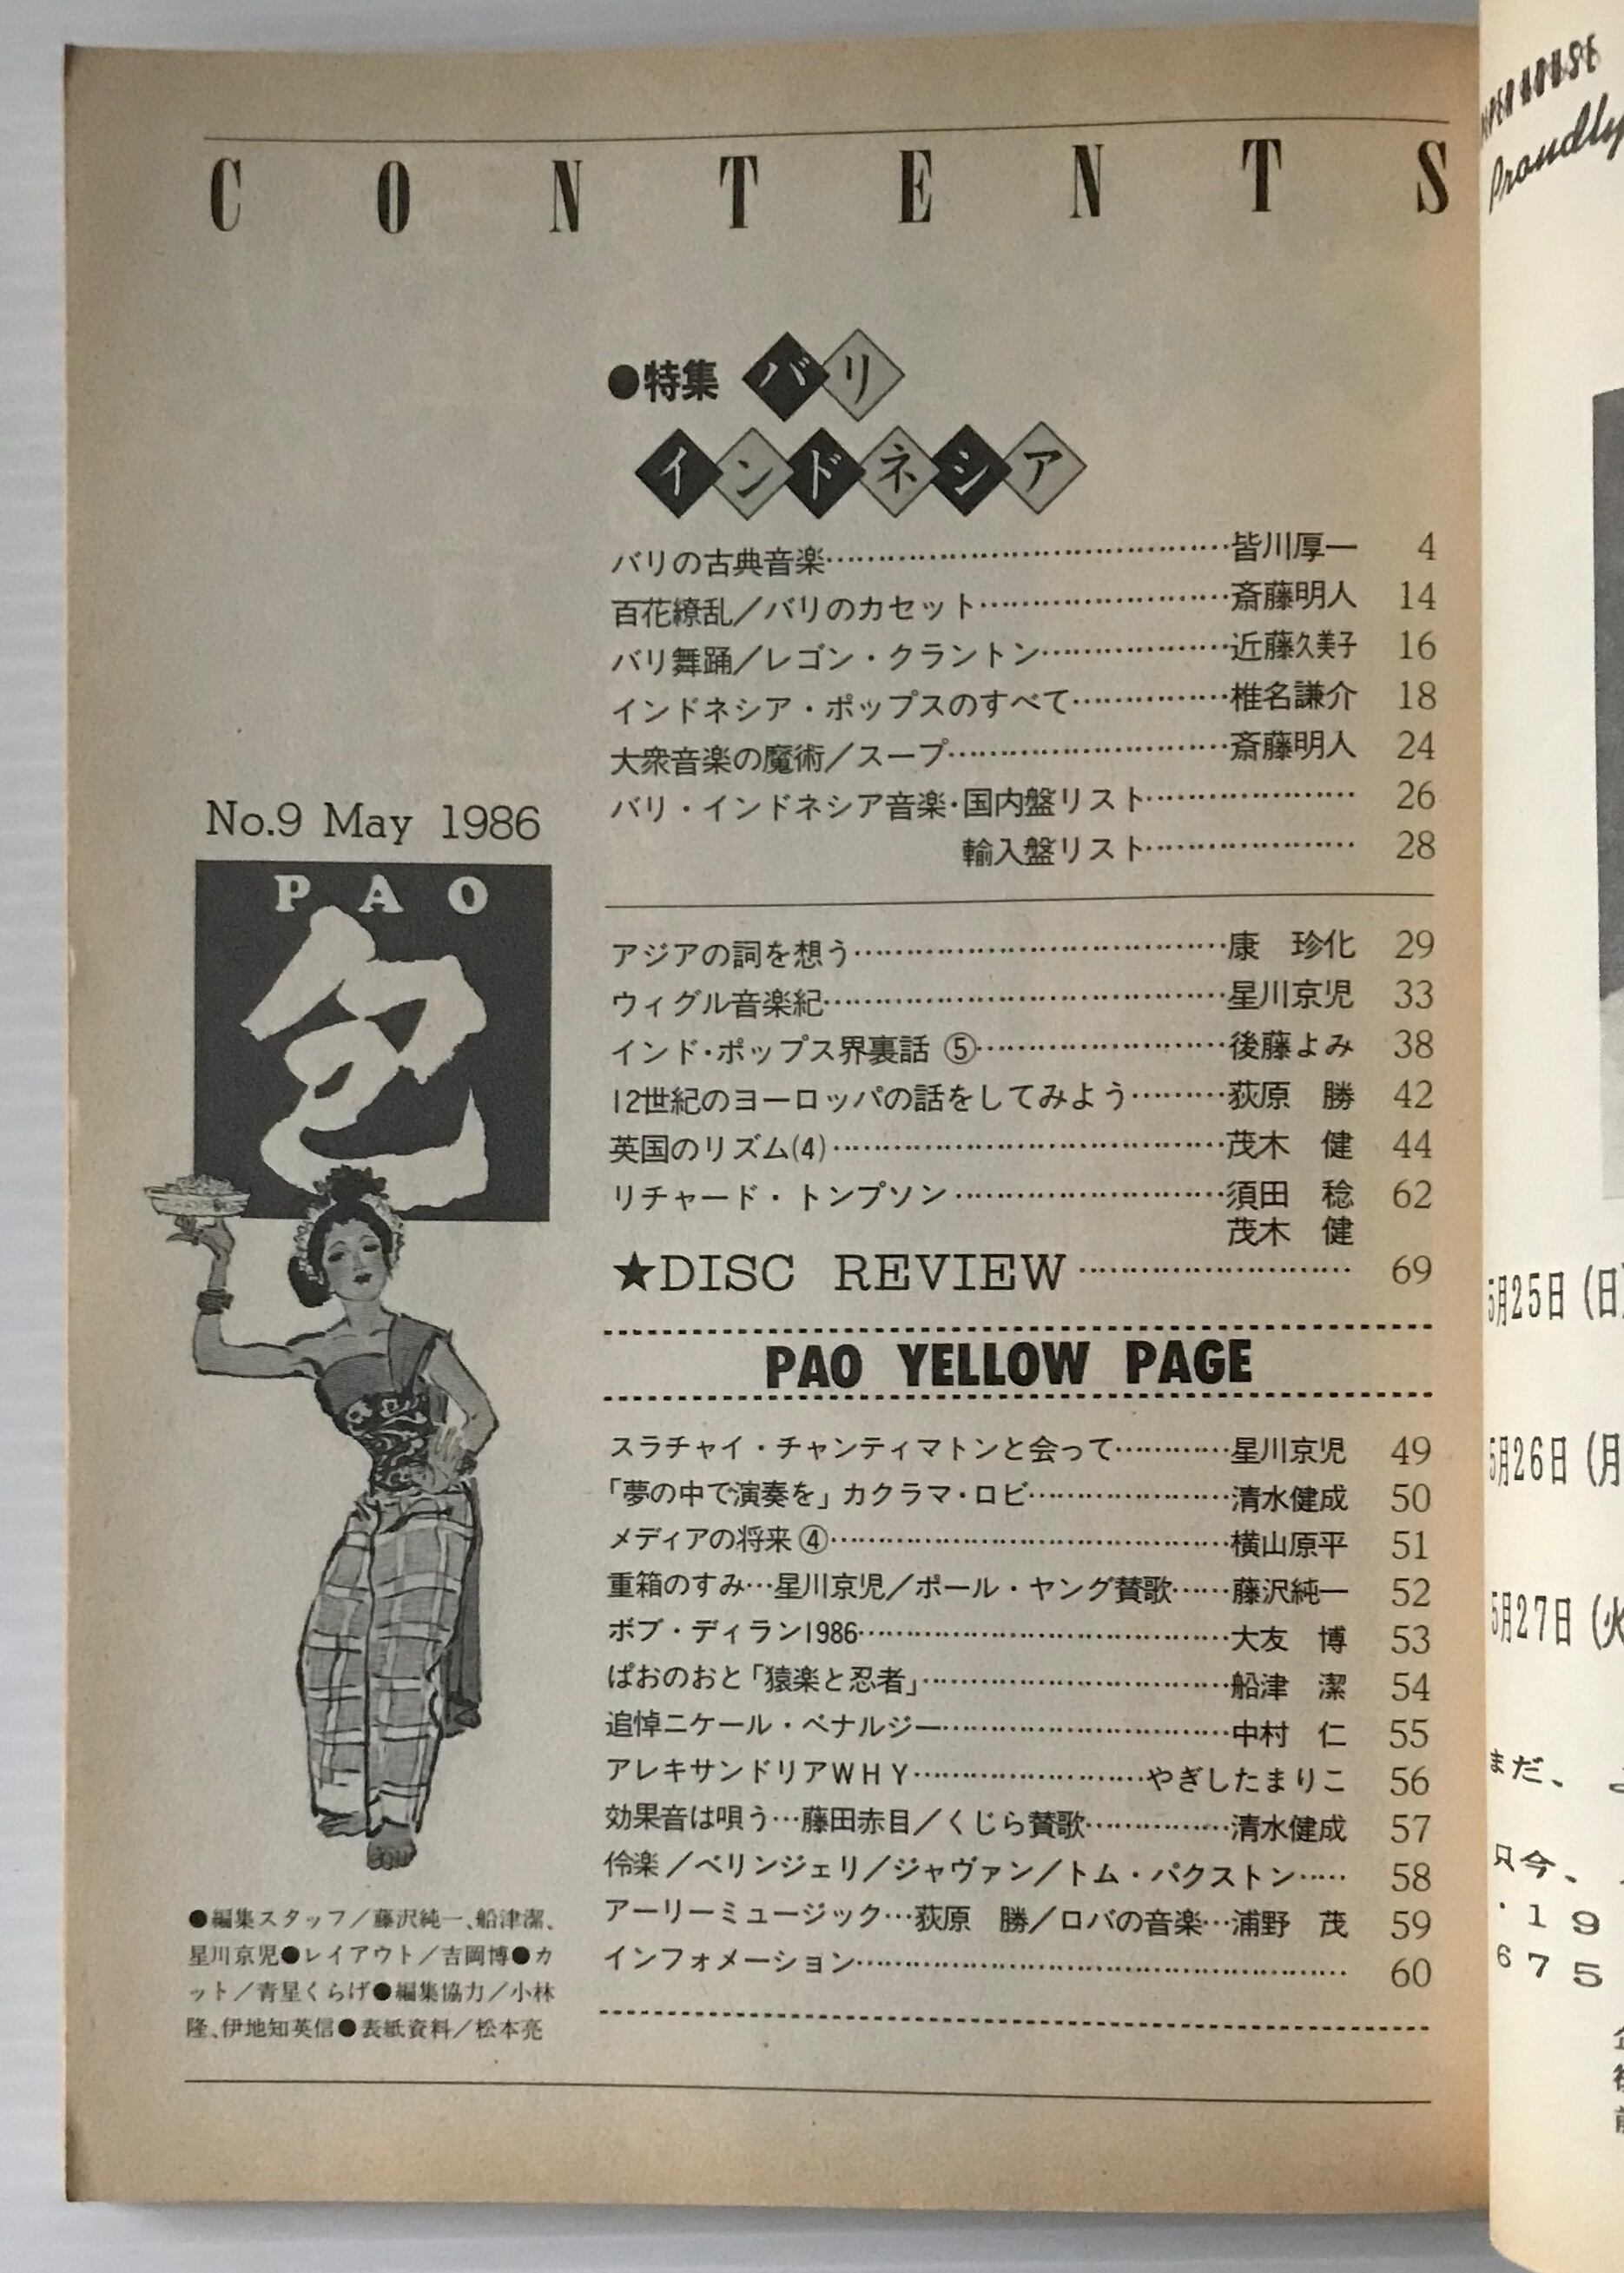 CONTENTS
●特集 バリ
インドネシア
バリの古典音楽……皆川厚一 4
百花繚乱／バリのカセット……斎藤明人 14
バリ舞踊／レゴン・クラントン……近藤久美子 16
インドネシア・ポップスのすべて……椎名謙介 18
大衆音楽の魔術／スープ……斎藤明人 24
バリ・インドネシア音楽・国内盤リスト…… 26
輸入盤リスト…… 28
アジアの詞を想う……康 珍化 29
ウィグル音楽紀……星川京児 33
インド・ポップス界裏話 ⑤……後藤よみ 38
12世紀のヨーロッパの話をしてみよう……荻原 勝 42
英国のリズム(4)……茂木 健 44
リチャード・トンプソン……須田 稔 62
茂木 健
★DISC REVIEW…… 69
PAO YELLOW PAGE
スラチャイ・チャンティマトンと会って……星川京児 49
「夢の中で演奏を」カクラマ・ロビ……清水健成 50
メディアの将来 ④……横山原平 51
重箱のすみ…星川京児／ポール・ヤング賛歌……藤沢純一 52
ボブ・ディラン1986……大友 博 53
ぱおのおと「猿楽と忍者」……船津 潔 54
追悼ニケール・ベナルジー……中村 仁 55
アレキサンドリアWHY……やぎしたまりこ 56
効果音は唄う…藤田赤目／くじら賛歌……清水健成 57
伶楽／ベリンジェリ／ジャヴァン／トム・パクストン…… 58
アーリーミュージック…荻原 勝／ロバの音楽…浦野 茂 59
インフォメーション…… 60
No.9 May 1986
PAO
包
●編集スタッフ／藤沢純一、船津潔、
星川京児●レイアウト／吉岡博●カ
ット／青星くらげ●編集協力／小林
隆、伊地知英信●表紙資料／松本亮
Proudly
5月25日(日)
5月26日(月
5月27日(火
まだ、
只今、
19
675